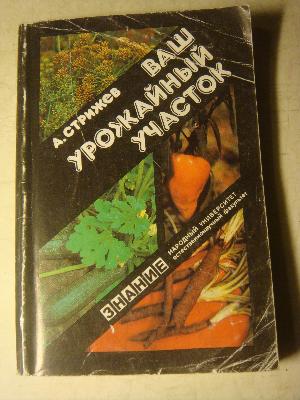 А. СТРИЖЕВ
ВАШ
УРОЖАЙНЫЙ
УЧАСТОК
ЗНАНИЕ
НАРОДНЫЙ УНИВЕРСИТЕТ
естественнонаучный факультет